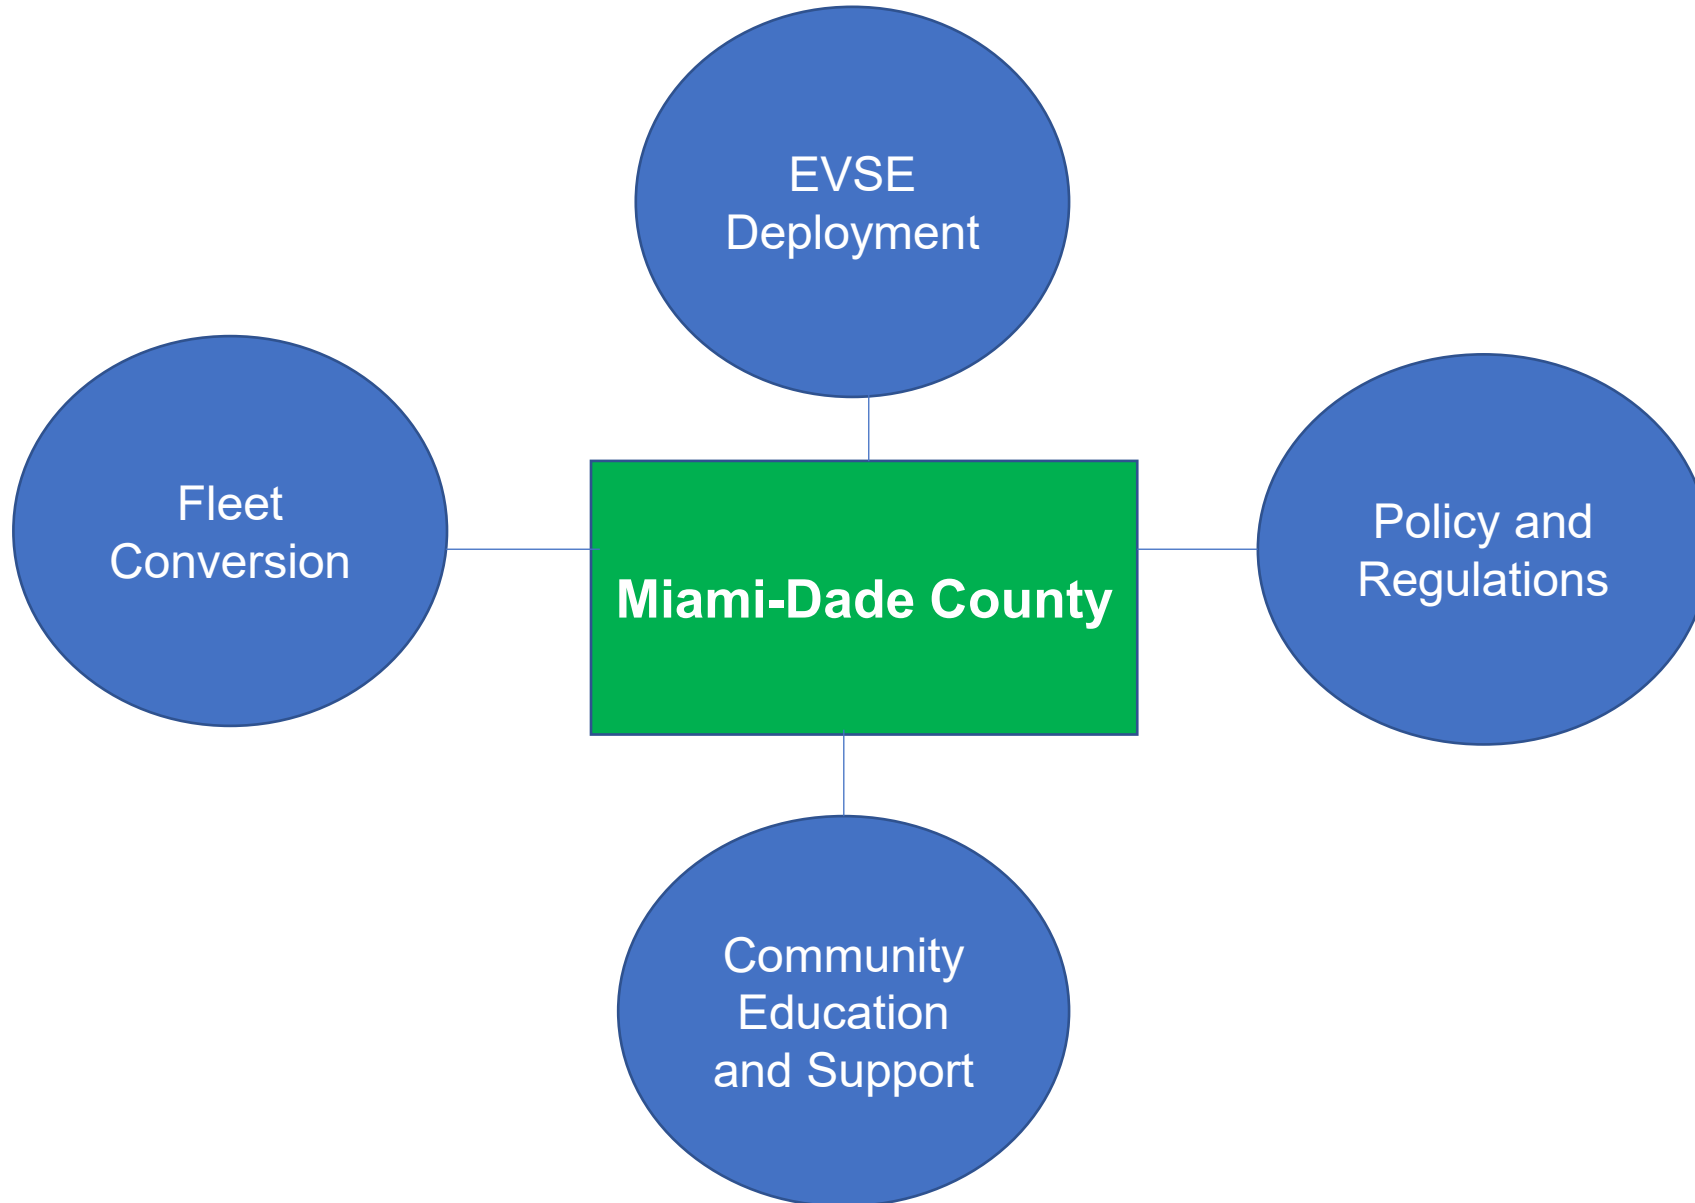 EVSE
Deployment
Fleet
Conversion
Miami-Dade County
Policy and
Regulations
Community
Education
and Support